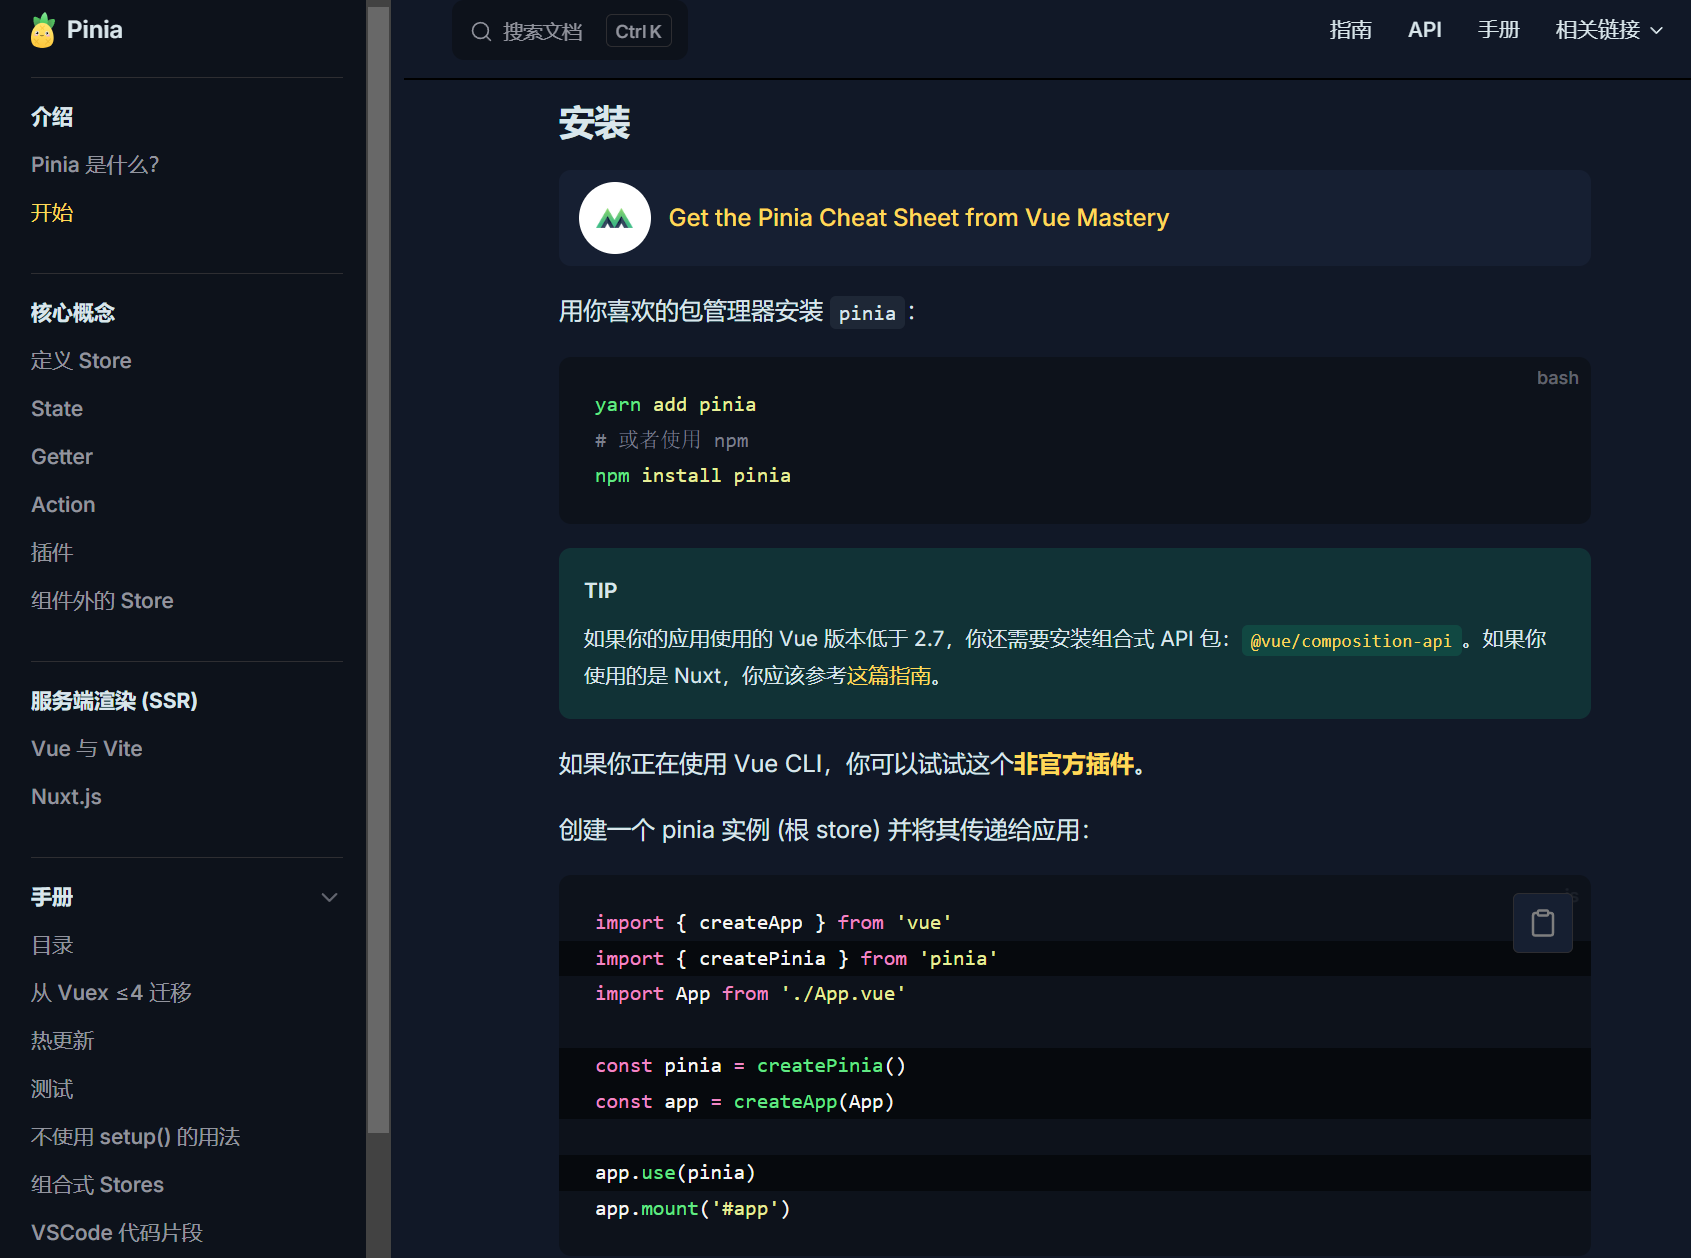 Pinia
搜索文档 Ctrl K
指南 API 手册 相关链接
介绍
Pinia 是什么?
开始
核心概念
定义 Store
State
Getter
Action
插件
组件外的 Store
服务端渲染 (SSR)
Vue 与 Vite
Nuxt.js
手册
目录
从 Vuex ≤4 迁移
热更新
测试
不使用 setup() 的用法
组合式 Stores
VSCode 代码片段
安装
Get the Pinia Cheat Sheet from Vue Mastery
用你喜欢的包管理器安装 pinia：
bash
yarn add pinia
# 或者使用 npm
npm install pinia
TIP
如果你的应用使用的 Vue 版本低于 2.7，你还需要安装组合式 API 包：@vue/composition-api。如果你
使用的是 Nuxt，你应该参考这篇指南。
如果你正在使用 Vue CLI，你可以试试这个非官方插件。
创建一个 pinia 实例 (根 store) 并将其传递给应用：
js
import { createApp } from 'vue'
import { createPinia } from 'pinia'
import App from './App.vue'
const pinia = createPinia()
const app = createApp(App)
app.use(pinia)
app.mount('#app')